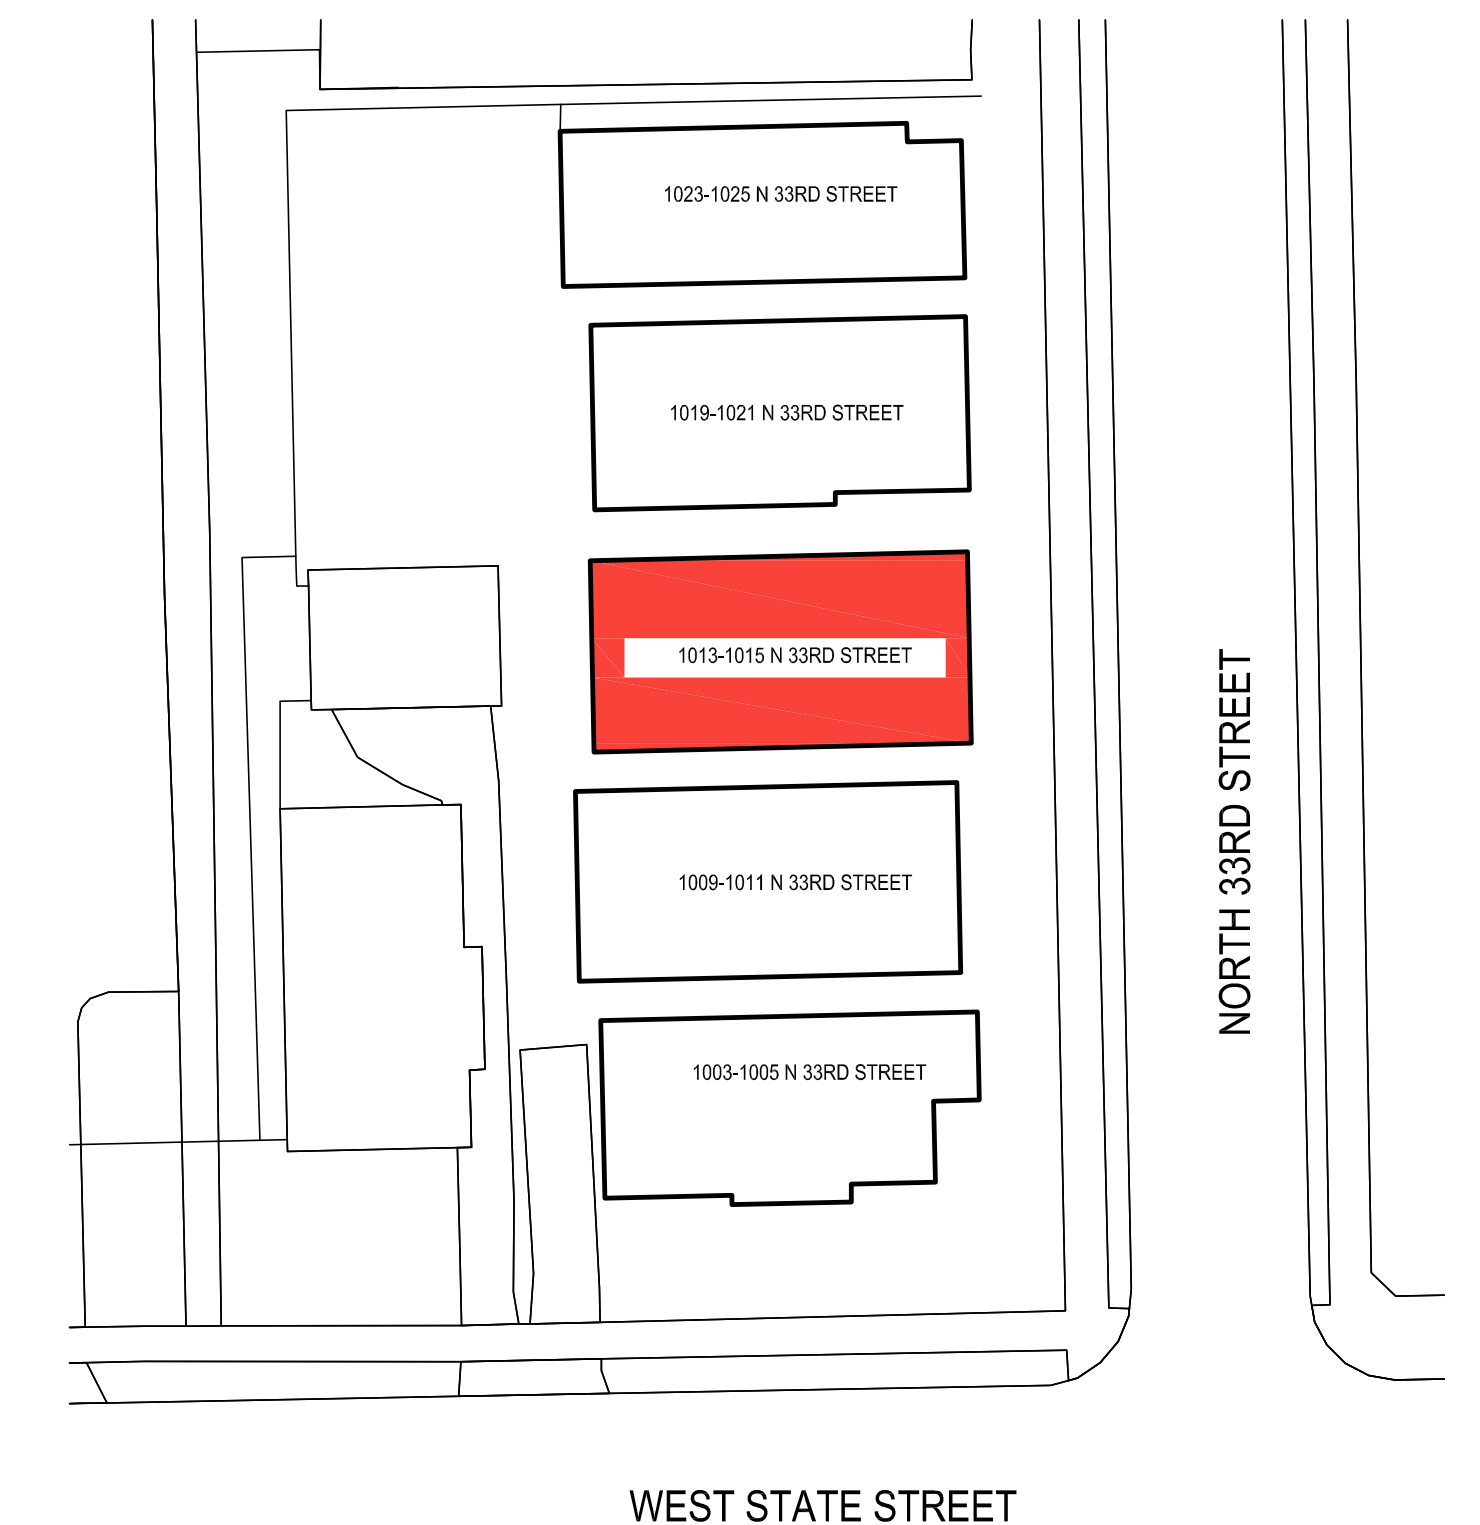 1023-1025 N 33RD STREET
1019-1021 N 33RD STREET
1013-1015 N 33RD STREET
1009-1011 N 33RD STREET
1003-1005 N 33RD STREET
NORTH 33RD STREET
WEST STATE STREET